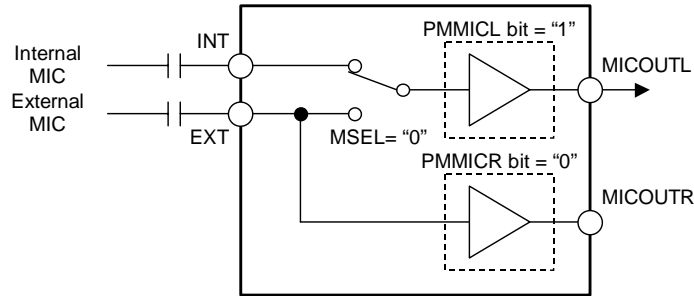 PMMICL bit = “1”
INT
MICOUTL
Internal
MIC
External
MIC
EXT
MSEL= “0”
PMMICR bit = “0”
MICOUTR